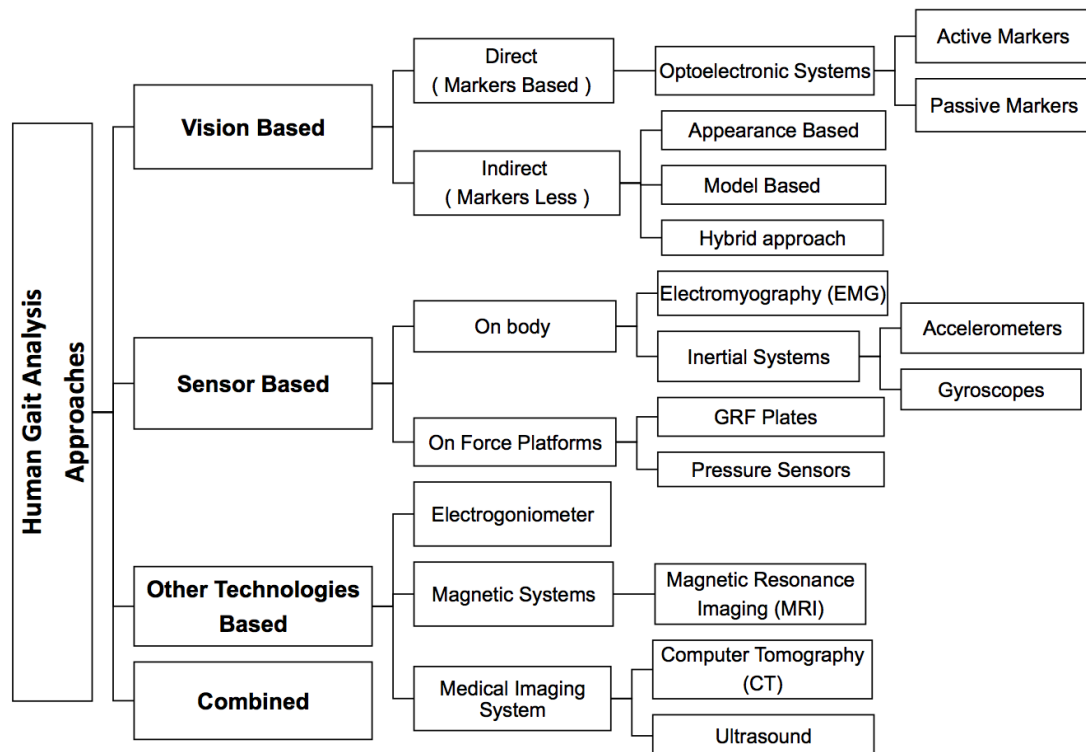 Human Gait Analysis
Approaches
Vision Based
Direct
( Markers Based )
Optoelectronic Systems
Active Markers
Passive Markers
Indirect
( Markers Less )
Appearance Based
Model Based
Hybrid approach
Sensor Based
On body
Electromyography (EMG)
Inertial Systems
Accelerometers
Gyroscopes
On Force Platforms
GRF Plates
Pressure Sensors
Other Technologies
Based
Electrogoniometer
Magnetic Systems
Magnetic Resonance
Imaging (MRI)
Medical Imaging
System
Computer Tomography
(CT)
Ultrasound
Combined